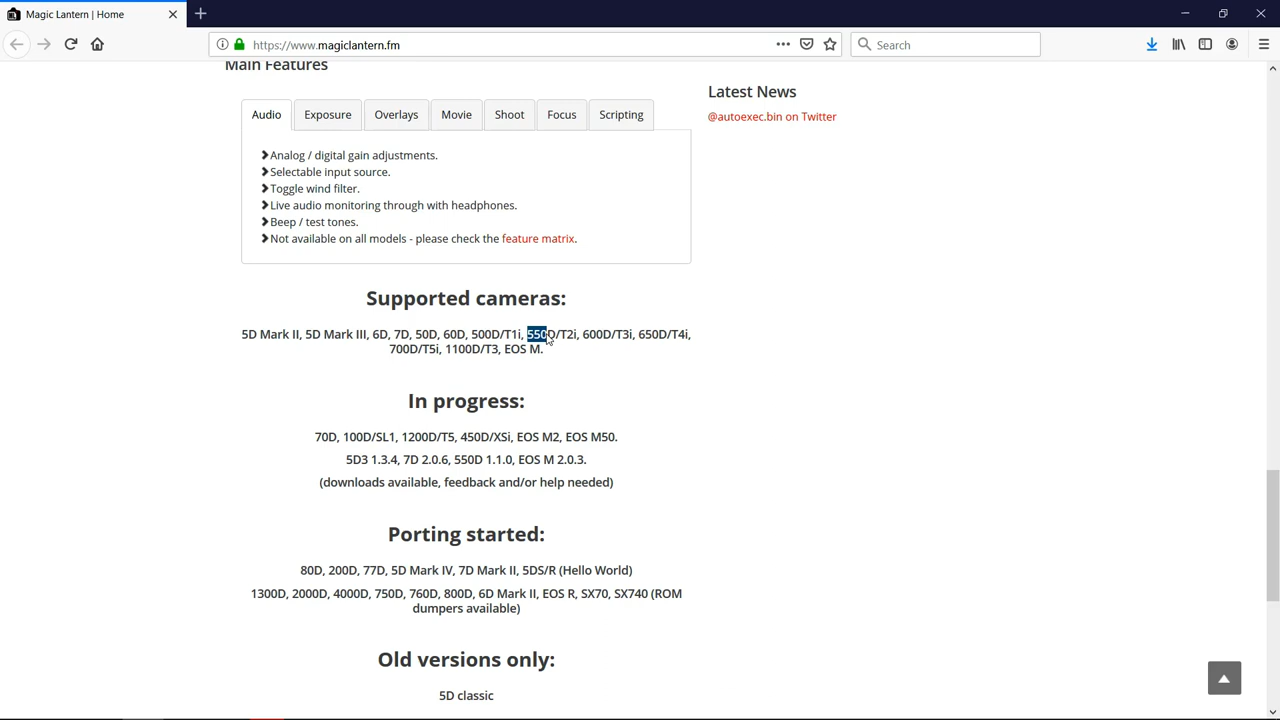 Magic Lantern | Home
https://www.magiclantern.fm
Search
Main Features
Audio
Exposure
Overlays
Movie
Shoot
Focus
Scripting
Analog / digital gain adjustments.
Selectable input source.
Toggle wind filter.
Live audio monitoring through with headphones.
Beep / test tones.
Not available on all models - please check the feature matrix.
Latest News
@autoexec.bin on Twitter
Supported cameras:
5D Mark II, 5D Mark III, 6D, 7D, 50D, 60D, 500D/T1i, 550D/T2i, 600D/T3i, 650D/T4i,
700D/T5i, 1100D/T3, EOS M.
In progress:
70D, 100D/SL1, 1200D/T5, 450D/XSi, EOS M2, EOS M50.
5D3 1.3.4, 7D 2.0.6, 550D 1.1.0, EOS M 2.0.3.
(downloads available, feedback and/or help needed)
Porting started:
80D, 200D, 77D, 5D Mark IV, 7D Mark II, 5DS/R (Hello World)
1300D, 2000D, 4000D, 750D, 760D, 800D, 6D Mark II, EOS R, SX70, SX740 (ROM
dumpers available)
Old versions only:
5D classic